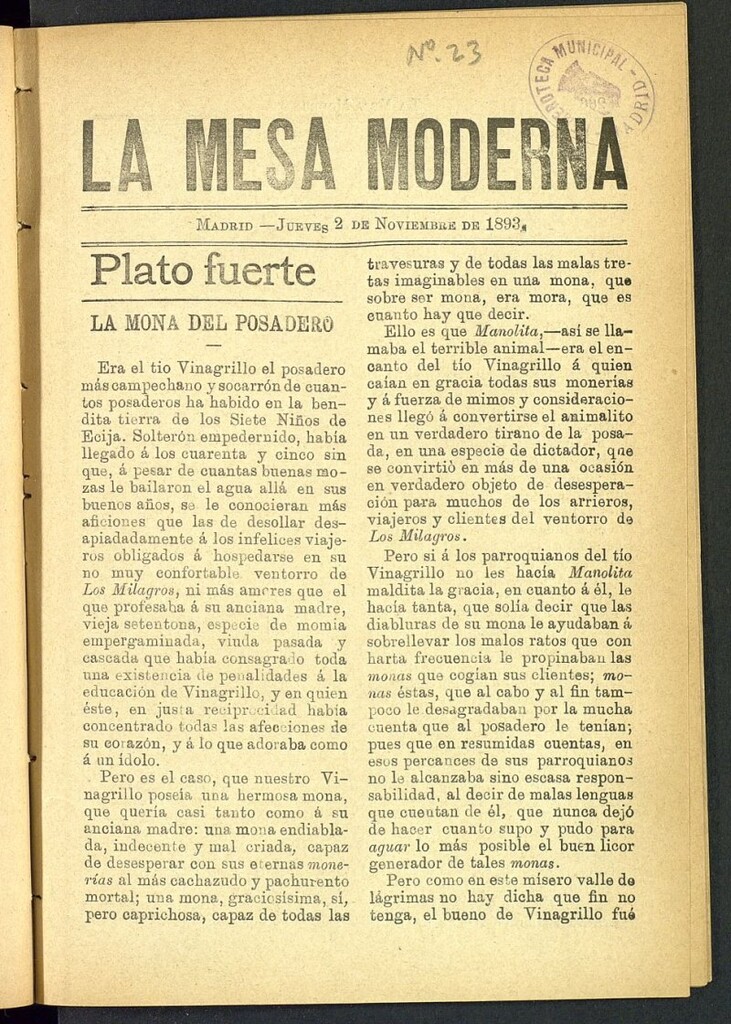 Nº. 23
HEMEROTECA MUNICIPAL - MADRID
LA MESA MODERNA
MADRID —JUEVES 2 DE NOVIEMBRE DE 1893.
Plato fuerte
LA MONA DEL POSADERO
Era el tio Vinagrillo el posadero
más campechano y socarrón de cuan-
tos posaderos ha habido en la ben-
dita tierra de los Siete Niños de
Ecija. Solterón empedernido, había
llegado á los cuarenta y cinco sin
que, á pesar de cuantas buenas mo-
zas le bailaron el agua allá en sus
buenos años, se le conocieran más
aficiones que las de desollar des-
apiadadamente á los infelices viaje-
ros obligados á hospedarse en su
no muy confortable ventorro de
Los Milagros, ni más amores que el
que profesaba á su anciana madre,
vieja setentona, especie de momia
empergaminada, viuda pasada y
cascada que había consagrado toda
una existencia de penalidades á la
educación de Vinagrillo, y en quien
éste, en justa reciprocidad había
concentrado todas las afecciones de
su corazón, y á lo que adoraba como
á un ídolo.
Pero es el caso, que nuestro Vi-
nagrillo poseía una hermosa mona,
que quería casi tanto como á su
anciana madre: una mona endiabla-
da, indecente y mal criada, capaz
de desesperar con sus eternas mone-
rías al más cachazudo y pachurento
mortal; una mona, graciosísima, sí,
pero caprichosa, capaz de todas las
travesuras y de todas las malas tre-
tas imaginables en una mona, que
sobre ser mona, era mora, que es
cuanto hay que decir.
Ello es que Manolita,—así se lla-
maba el terrible animal—era el en-
canto del tío Vinagrillo á quien
caían en gracia todas sus monerías
y á fuerza de mimos y consideracio-
nes llegó á convertirse el animalito
en un verdadero tirano de la posa-
da, en una especie de dictador, que
se convirtió en más de una ocasión
en verdadero objeto de desespera-
ción para muchos de los arrieros,
viajeros y clientes del ventorro de
Los Milagros.
Pero si á los parroquianos del tío
Vinagrillo no les hacía Manolita
maldita la gracia, en cuanto á él, le
hacía tanta, que solía decir que las
diabluras de su mona le ayudaban á
sobrellevar los malos ratos que con
harta frecuencia le propinaban las
monas que cogían sus clientes; mo-
nas éstas, que al cabo y al fin tam-
poco le desagradaban por la mucha
cuenta que al posadero le tenían;
pues que en resumidas cuentas, en
esos percances de sus parroquianos
no le alcanzaba sino escasa respon-
sabilidad, al decir de malas lenguas
que cuentan de él, que nunca dejó
de hacer cuanto supo y pudo para
aguar lo más posible el buen licor
generador de tales monas.
Pero como en este mísero valle de
lágrimas no hay dicha que fin no
tenga, el bueno de Vinagrillo fué